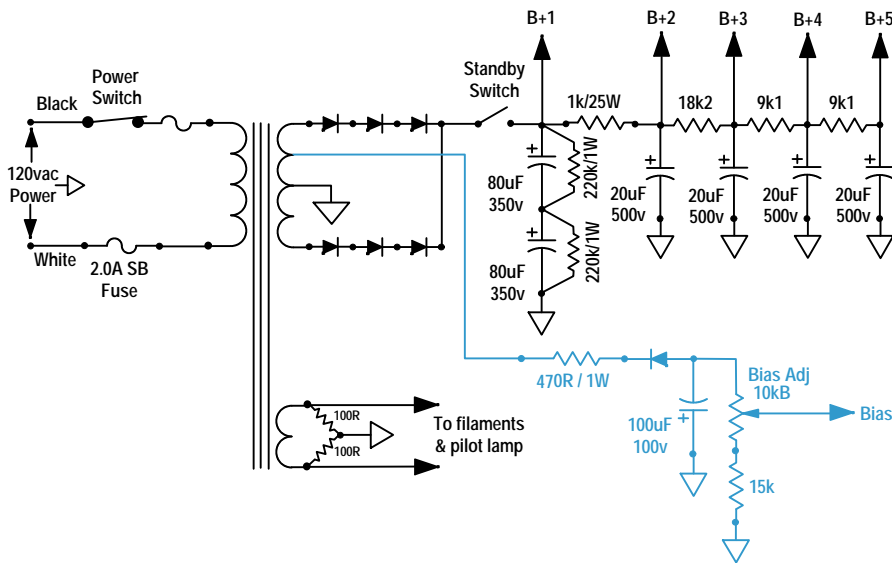 B+1
B+2
B+3
B+4
B+5
Power
Switch
Standby
Switch
Black
1k/25W
18k2
9k1
9k1
120vac
Power
+
80uF
350v
220k/1W
+
20uF
500v
+
20uF
500v
+
20uF
500v
+
20uF
500v
White
2.0A SB
Fuse
+
80uF
350v
220k/1W
470R / 1W
Bias Adj
10kB
100R
100R
To filaments
& pilot lamp
100uF
+
100v
Bias
15k